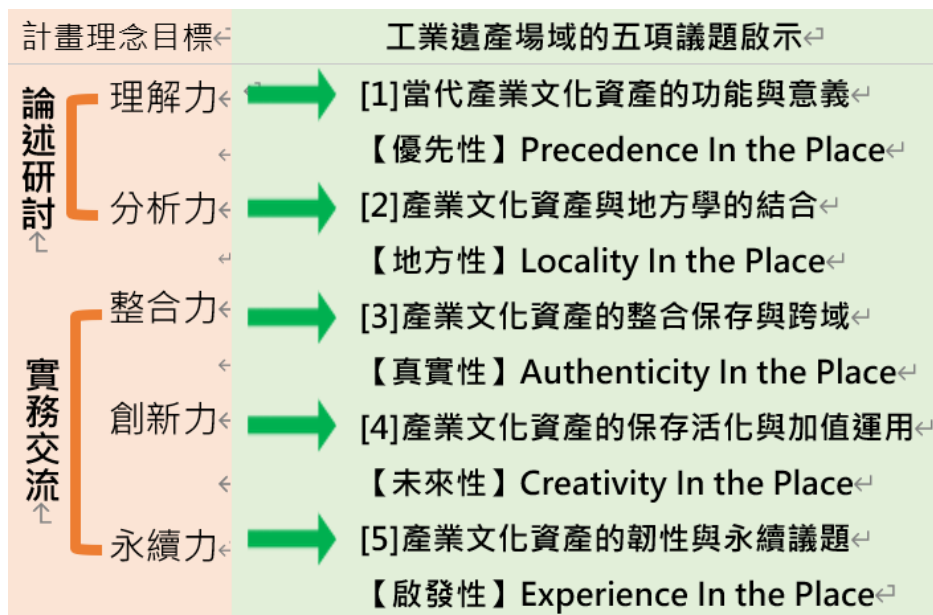 計畫理念目標 工業遺產場域的五項議題啟示
論述研討
理解力 [1]當代產業文化資產的功能與意義
【優先性】Precedence In the Place
分析力 [2]產業文化資產與地方學的結合
【地方性】Locality In the Place
實務交流
整合力 [3]產業文化資產的整合保存與跨域
【真實性】Authenticity In the Place
創新力 [4]產業文化資產的保存活化與加值運用
【未來性】Creativity In the Place
永續力 [5]產業文化資產的韌性與永續議題
【啟發性】Experience In the Place